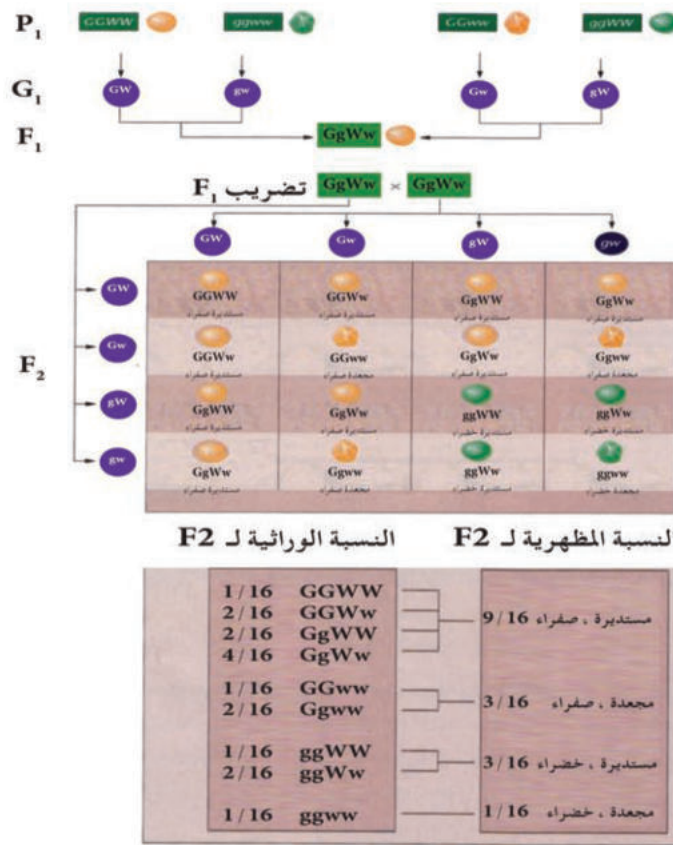 P1 GGWW ggww GGww ggWW
G1 GW gw Gw gW
F1 GgWw
تضريب F1 GgWw × GgWw
GW Gw gW gw
GW GGWW GGWw GgWW GgWw
مستديرة صفراء مستديرة صفراء مستديرة صفراء مستديرة صفراء
F2
Gw GGWw GGww GgWw Ggww
مستديرة صفراء مجعدة صفراء مستديرة صفراء مجعدة صفراء
gW GgWW GgWw ggWW ggWw
مستديرة صفراء مستديرة صفراء مستديرة خضراء مستديرة خضراء
gw GgWw Ggww ggWw ggww
مستديرة صفراء مجعدة صفراء مستديرة خضراء مجعدة خضراء
النسبة المظهرية لـ F2
النسبة الوراثية لـ F2
1/16 GGWW
2/16 GGWw
2/16 GgWW
4/16 GgWw
9/16 مستديرة ، صفراء
1/16 GGww
2/16 Ggww
3/16 مجعدة ، صفراء
1/16 ggWW
2/16 ggWw
3/16 مستديرة ، خضراء
1/16 ggww
1/16 مجعدة ، خضراء